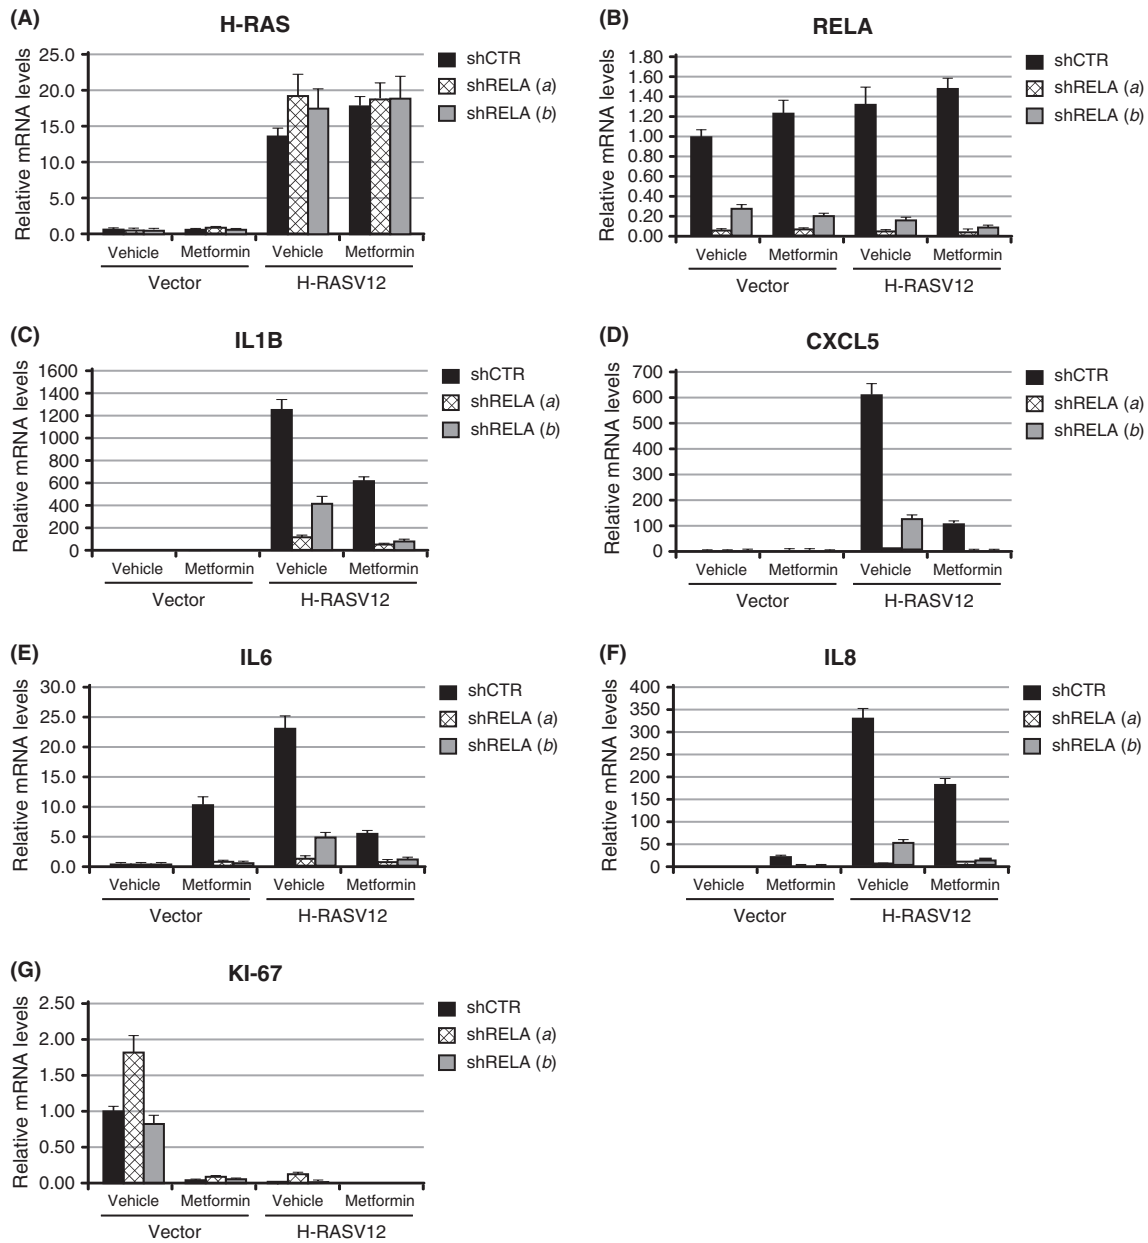 (A)
H-RAS
Relative mRNA levels
25.0
20.0
15.0
10.0
5.0
0.0
Vehicle Metformin Vehicle Metformin
Vector H-RASV12
shCTR
shRELA (a)
shRELA (b)
(B)
RELA
Relative mRNA levels
1.80
1.60
1.40
1.20
1.00
0.80
0.60
0.40
0.20
0.00
Vehicle Metformin Vehicle Metformin
Vector H-RASV12
shCTR
shRELA (a)
shRELA (b)
(C)
IL1B
Relative mRNA levels
1600
1400
1200
1000
800
600
400
200
0
Vehicle Metformin Vehicle Metformin
Vector H-RASV12
shCTR
shRELA (a)
shRELA (b)
(D)
CXCL5
Relative mRNA levels
700
600
500
400
300
200
100
0
Vehicle Metformin Vehicle Metformin
Vector H-RASV12
shCTR
shRELA (a)
shRELA (b)
(E)
IL6
Relative mRNA levels
30.0
25.0
20.0
15.0
10.0
5.0
0.0
Vehicle Metformin Vehicle Metformin
Vector H-RASV12
shCTR
shRELA (a)
shRELA (b)
(F)
IL8
Relative mRNA levels
400
350
300
250
200
150
100
50
0
Vehicle Metformin Vehicle Metformin
Vector H-RASV12
shCTR
shRELA (a)
shRELA (b)
(G)
KI-67
Relative mRNA levels
2.50
2.00
1.50
1.00
0.50
0.00
Vehicle Metformin Vehicle Metformin
Vector H-RASV12
shCTR
shRELA (a)
shRELA (b)